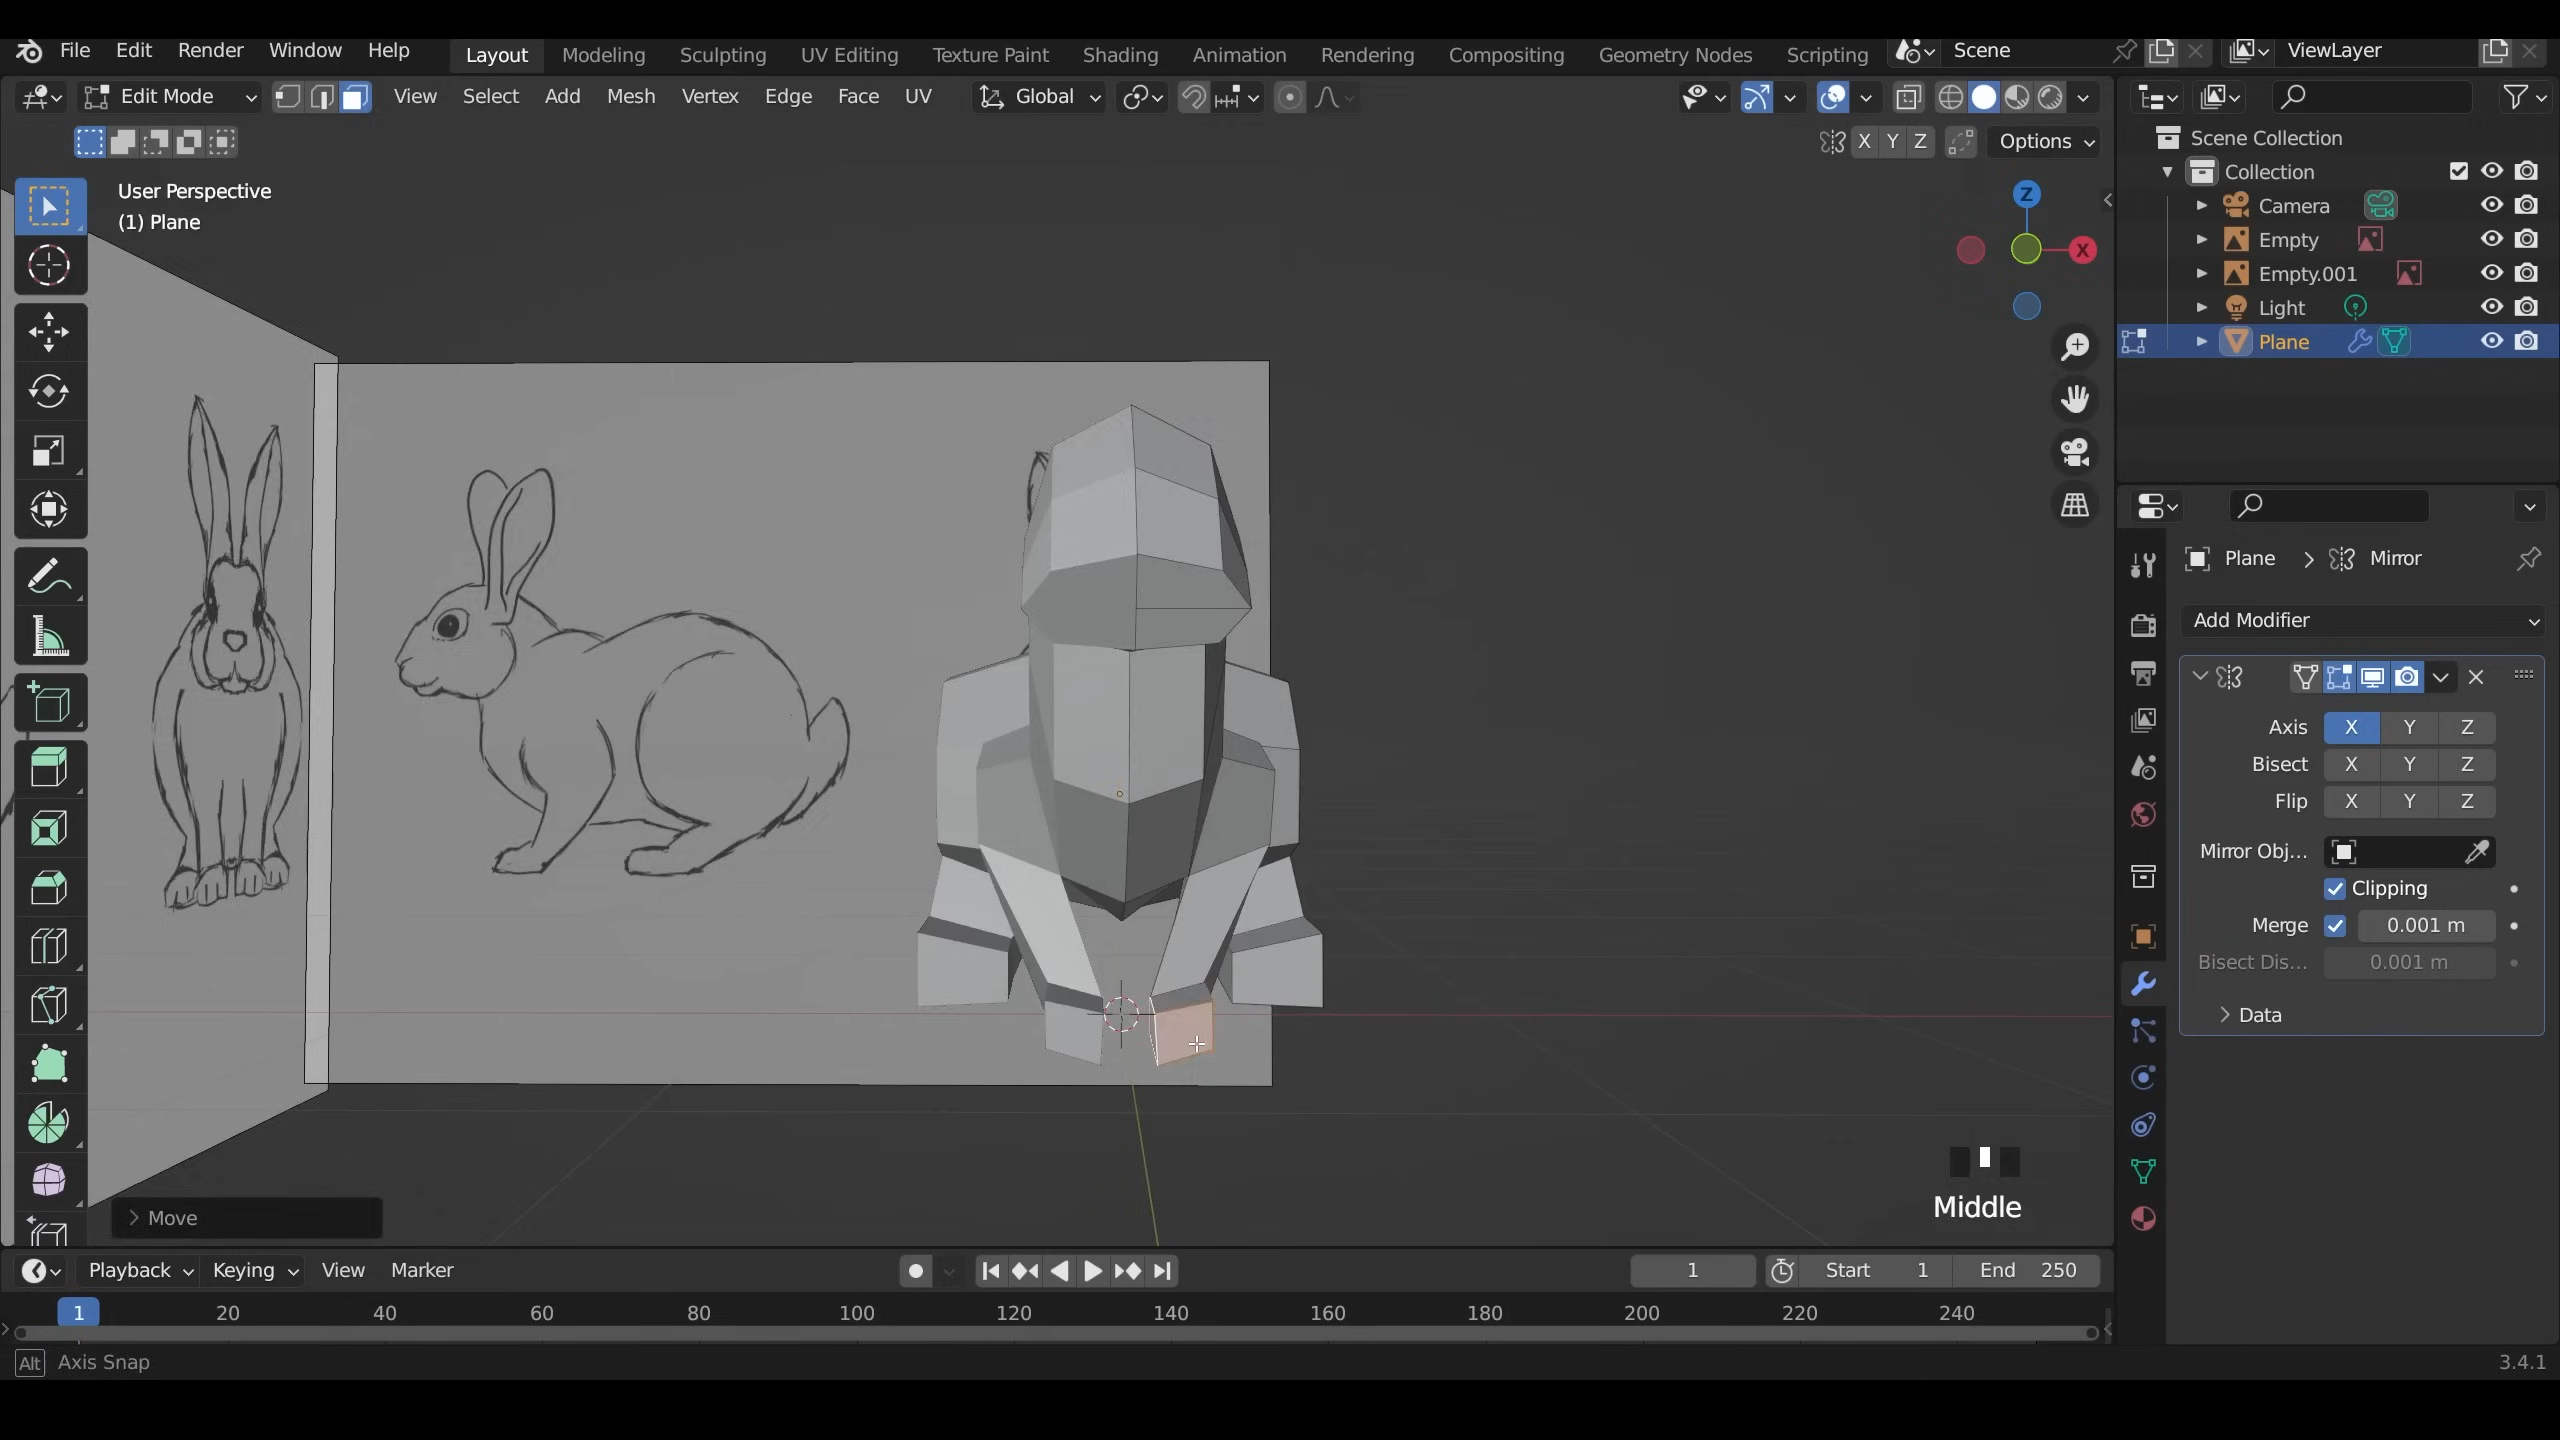 File Edit Render Window Help Layout Modeling Sculpting UV Editing Texture Paint Shading Animation Rendering Compositing Geometry Nodes Scripting Scene ViewLayer
Edit Mode View Select Add Mesh Vertex Edge Face UV Global
X Y Z Options
User Perspective
(1) Plane
Z
X
Scene Collection
Collection
Camera
Empty
Empty.001
Light
Plane
Plane > Mirror
Add Modifier
Axis X Y Z
Bisect X Y Z
Flip X Y Z
Mirror Obj...
Clipping
Merge 0.001 m
Bisect Dis... 0.001 m
> Data
Middle
> Move
Playback Keying View Marker 1 Start 1 End 250
1 20 40 60 80 100 120 140 160 180 200 220 240
Alt Axis Snap 3.4.1